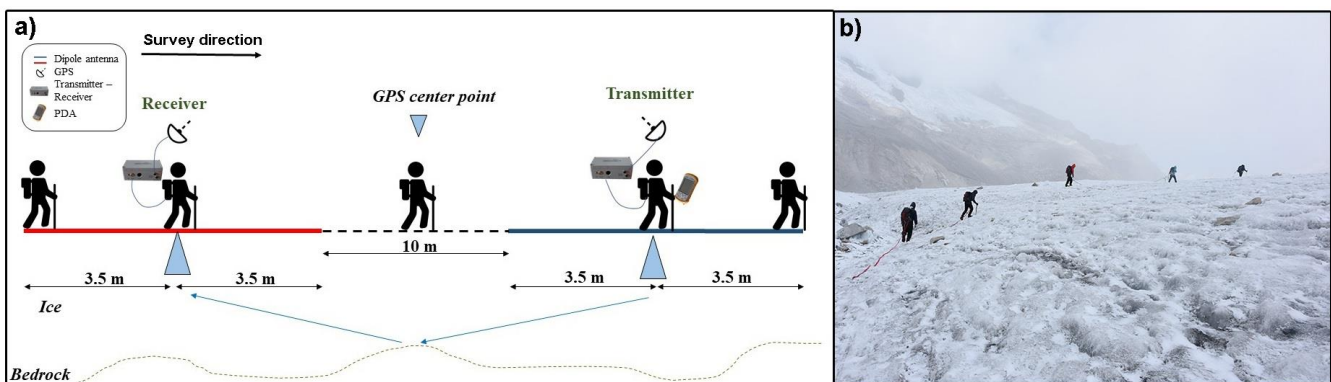 a)
Survey direction
Dipole antenna
GPS
Transmitter –
Receiver
PDA
Receiver
GPS center point
Transmitter
10 m
3.5 m
3.5 m
3.5 m
3.5 m
Ice
Bedrock
b)